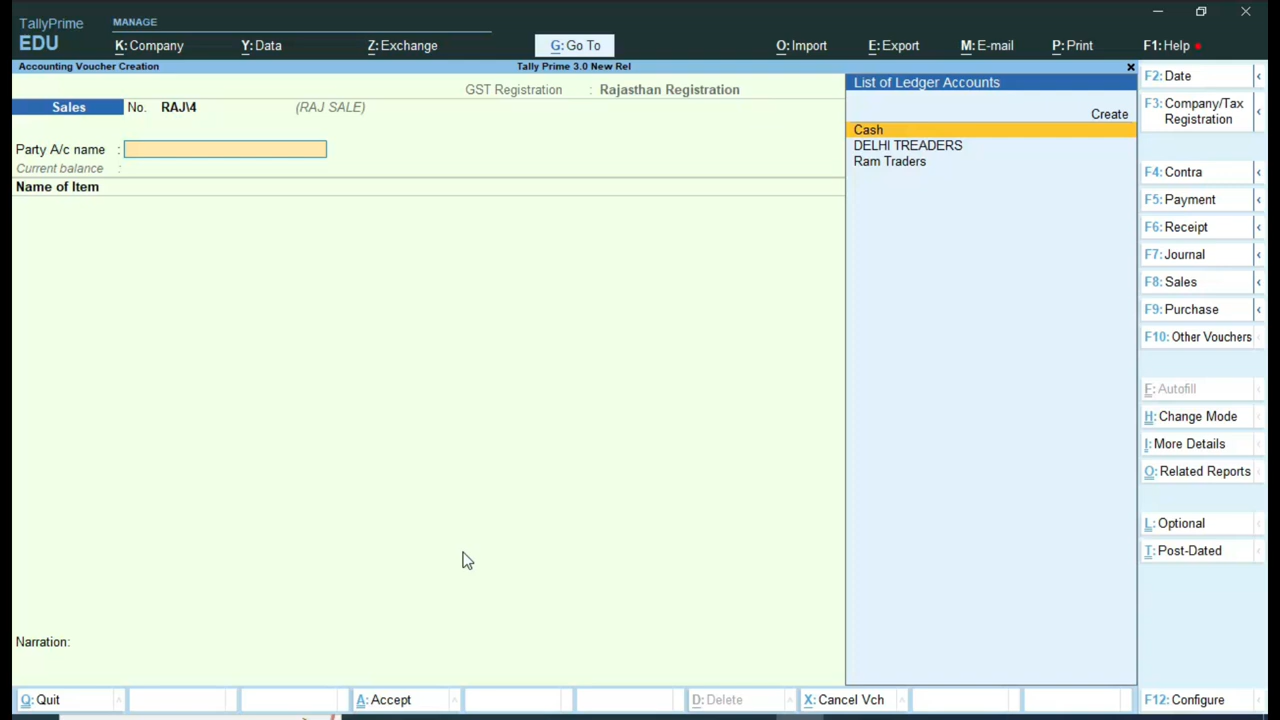 TallyPrime
EDU
MANAGE
K: Company
Y: Data
Z: Exchange
G: Go To
O: Import
E: Export
M: E-mail
P: Print
F1: Help
Accounting Voucher Creation
Tally Prime 3.0 New Rel
GST Registration : Rajasthan Registration
Sales No. RAJ\4 (RAJ SALE)
Party A/c name :
Current balance :
Name of Item
Narration:
List of Ledger Accounts
Create
Cash
DELHI TREADERS
Ram Traders
F2: Date
F3: Company/Tax
Registration
F4: Contra
F5: Payment
F6: Receipt
F7: Journal
F8: Sales
F9: Purchase
F10: Other Vouchers
F: Autofill
H: Change Mode
I: More Details
O: Related Reports
L: Optional
T: Post-Dated
Q: Quit
A: Accept
D: Delete
X: Cancel Vch
F12: Configure